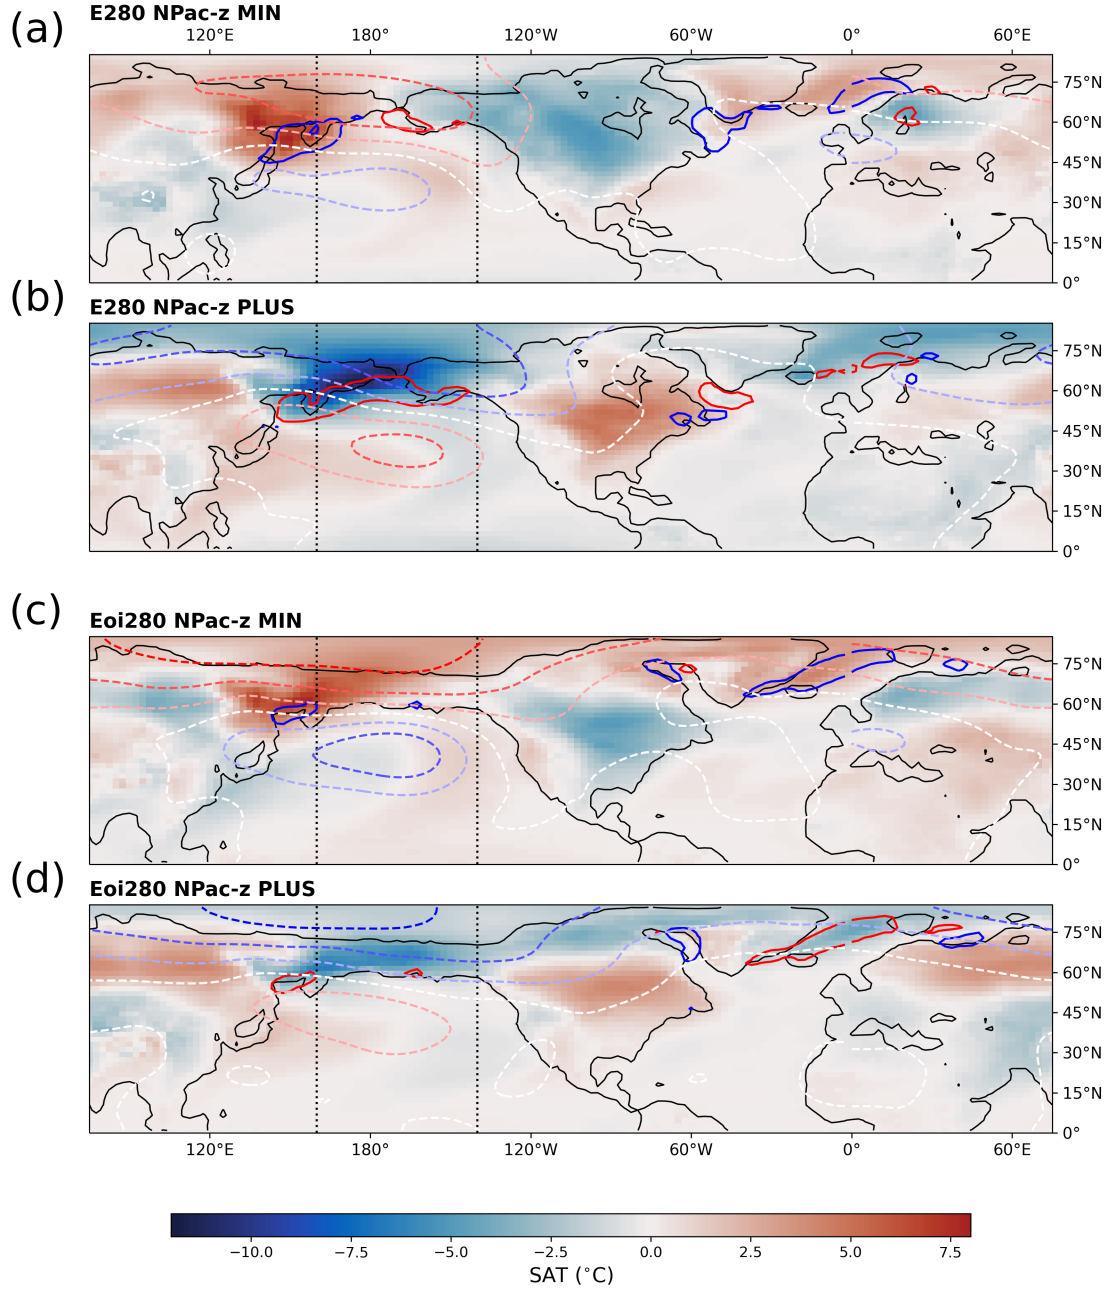 (a)
E280 NPac-z MIN
120°E 180° 120°W 60°W 0° 60°E
75°N
60°N
45°N
30°N
15°N
0°
(b)
E280 NPac-z PLUS
75°N
60°N
45°N
30°N
15°N
0°
(c)
Eoi280 NPac-z MIN
75°N
60°N
45°N
30°N
15°N
0°
(d)
Eoi280 NPac-z PLUS
75°N
60°N
45°N
30°N
15°N
0°
120°E 180° 120°W 60°W 0° 60°E
−10.0 −7.5 −5.0 −2.5 0.0 2.5 5.0 7.5
SAT (°C)